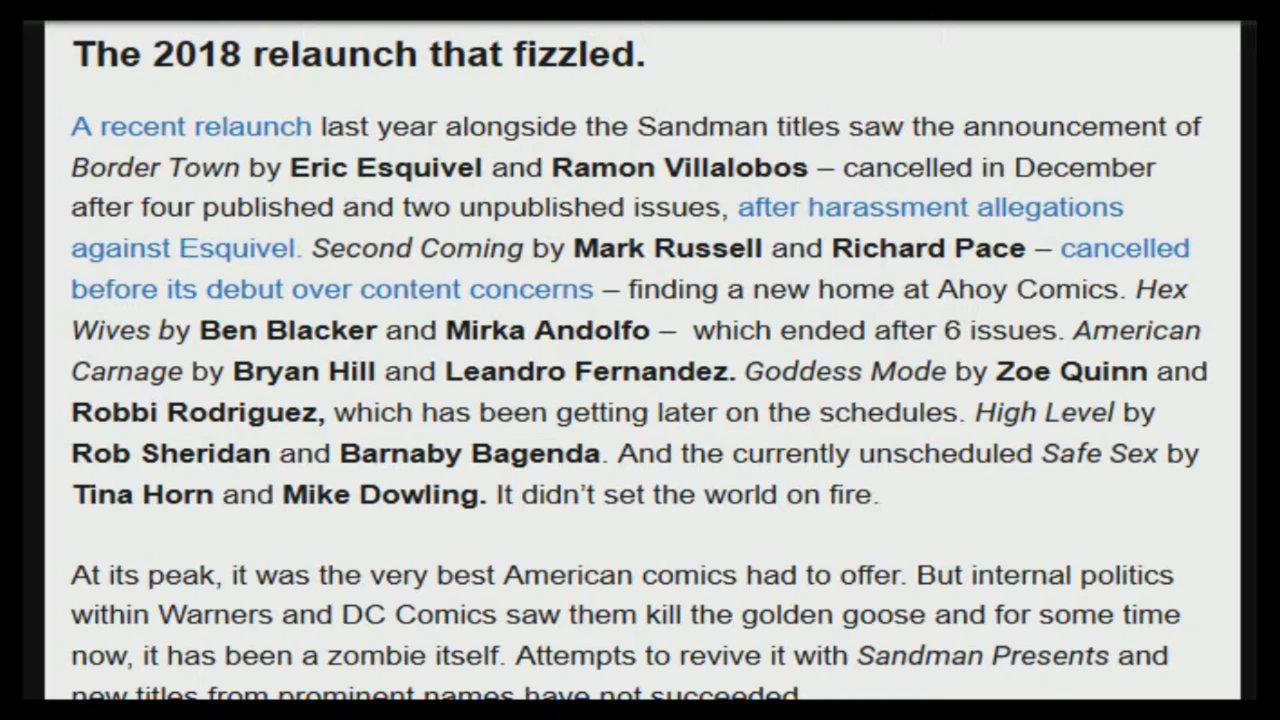 The 2018 relaunch that fizzled.
A recent relaunch last year alongside the Sandman titles saw the announcement of
Border Town by Eric Esquivel and Ramon Villalobos – cancelled in December
after four published and two unpublished issues, after harassment allegations
against Esquivel. Second Coming by Mark Russell and Richard Pace – cancelled
before its debut over content concerns – finding a new home at Ahoy Comics. Hex
Wives by Ben Blacker and Mirka Andolfo – which ended after 6 issues. American
Carnage by Bryan Hill and Leandro Fernandez. Goddess Mode by Zoe Quinn and
Robbi Rodriguez, which has been getting later on the schedules. High Level by
Rob Sheridan and Barnaby Bagenda. And the currently unscheduled Safe Sex by
Tina Horn and Mike Dowling. It didn't set the world on fire.
At its peak, it was the very best American comics had to offer. But internal politics
within Warners and DC Comics saw them kill the golden goose and for some time
now, it has been a zombie itself. Attempts to revive it with Sandman Presents and
new titles from prominent names have not succeeded.